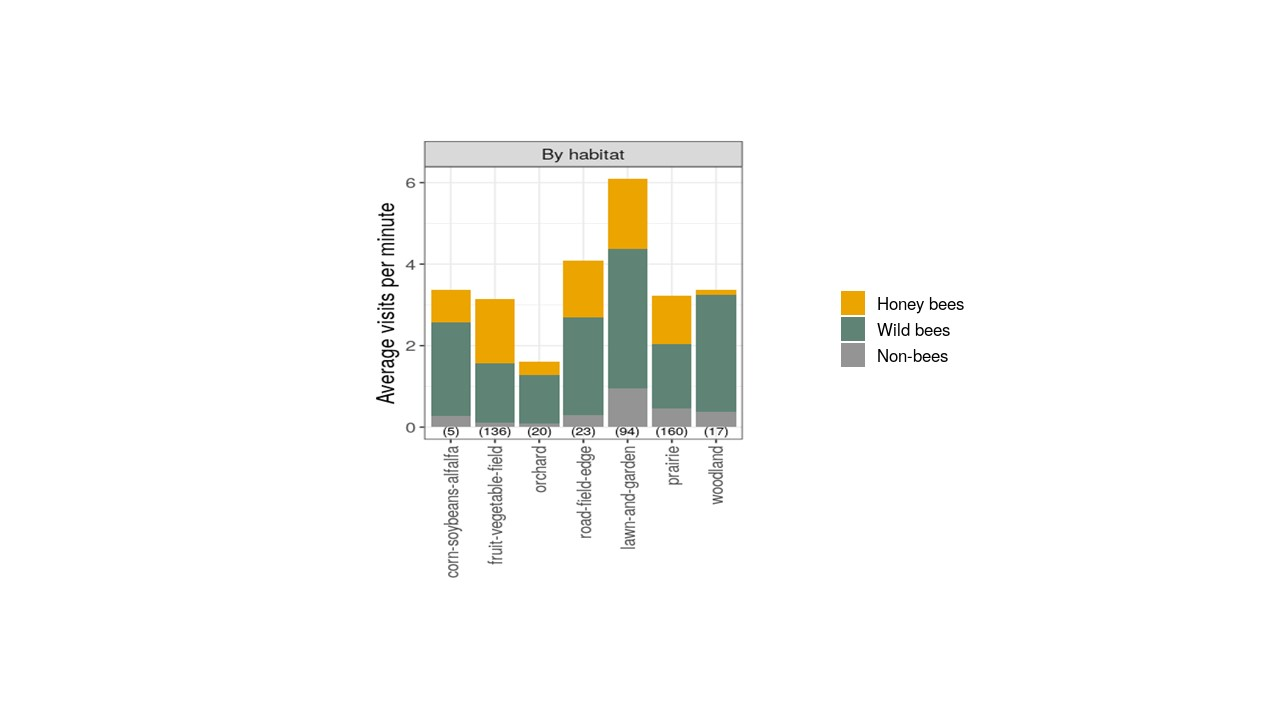 By habitat
Average visits per minute
6
4
2
0
(5) (136) (20) (23) (94) (160) (17)
corn-soybeans-alfalfa
fruit-vegetable-field
orchard
road-field-edge
lawn-and-garden
prairie
woodland
Honey bees
Wild bees
Non-bees